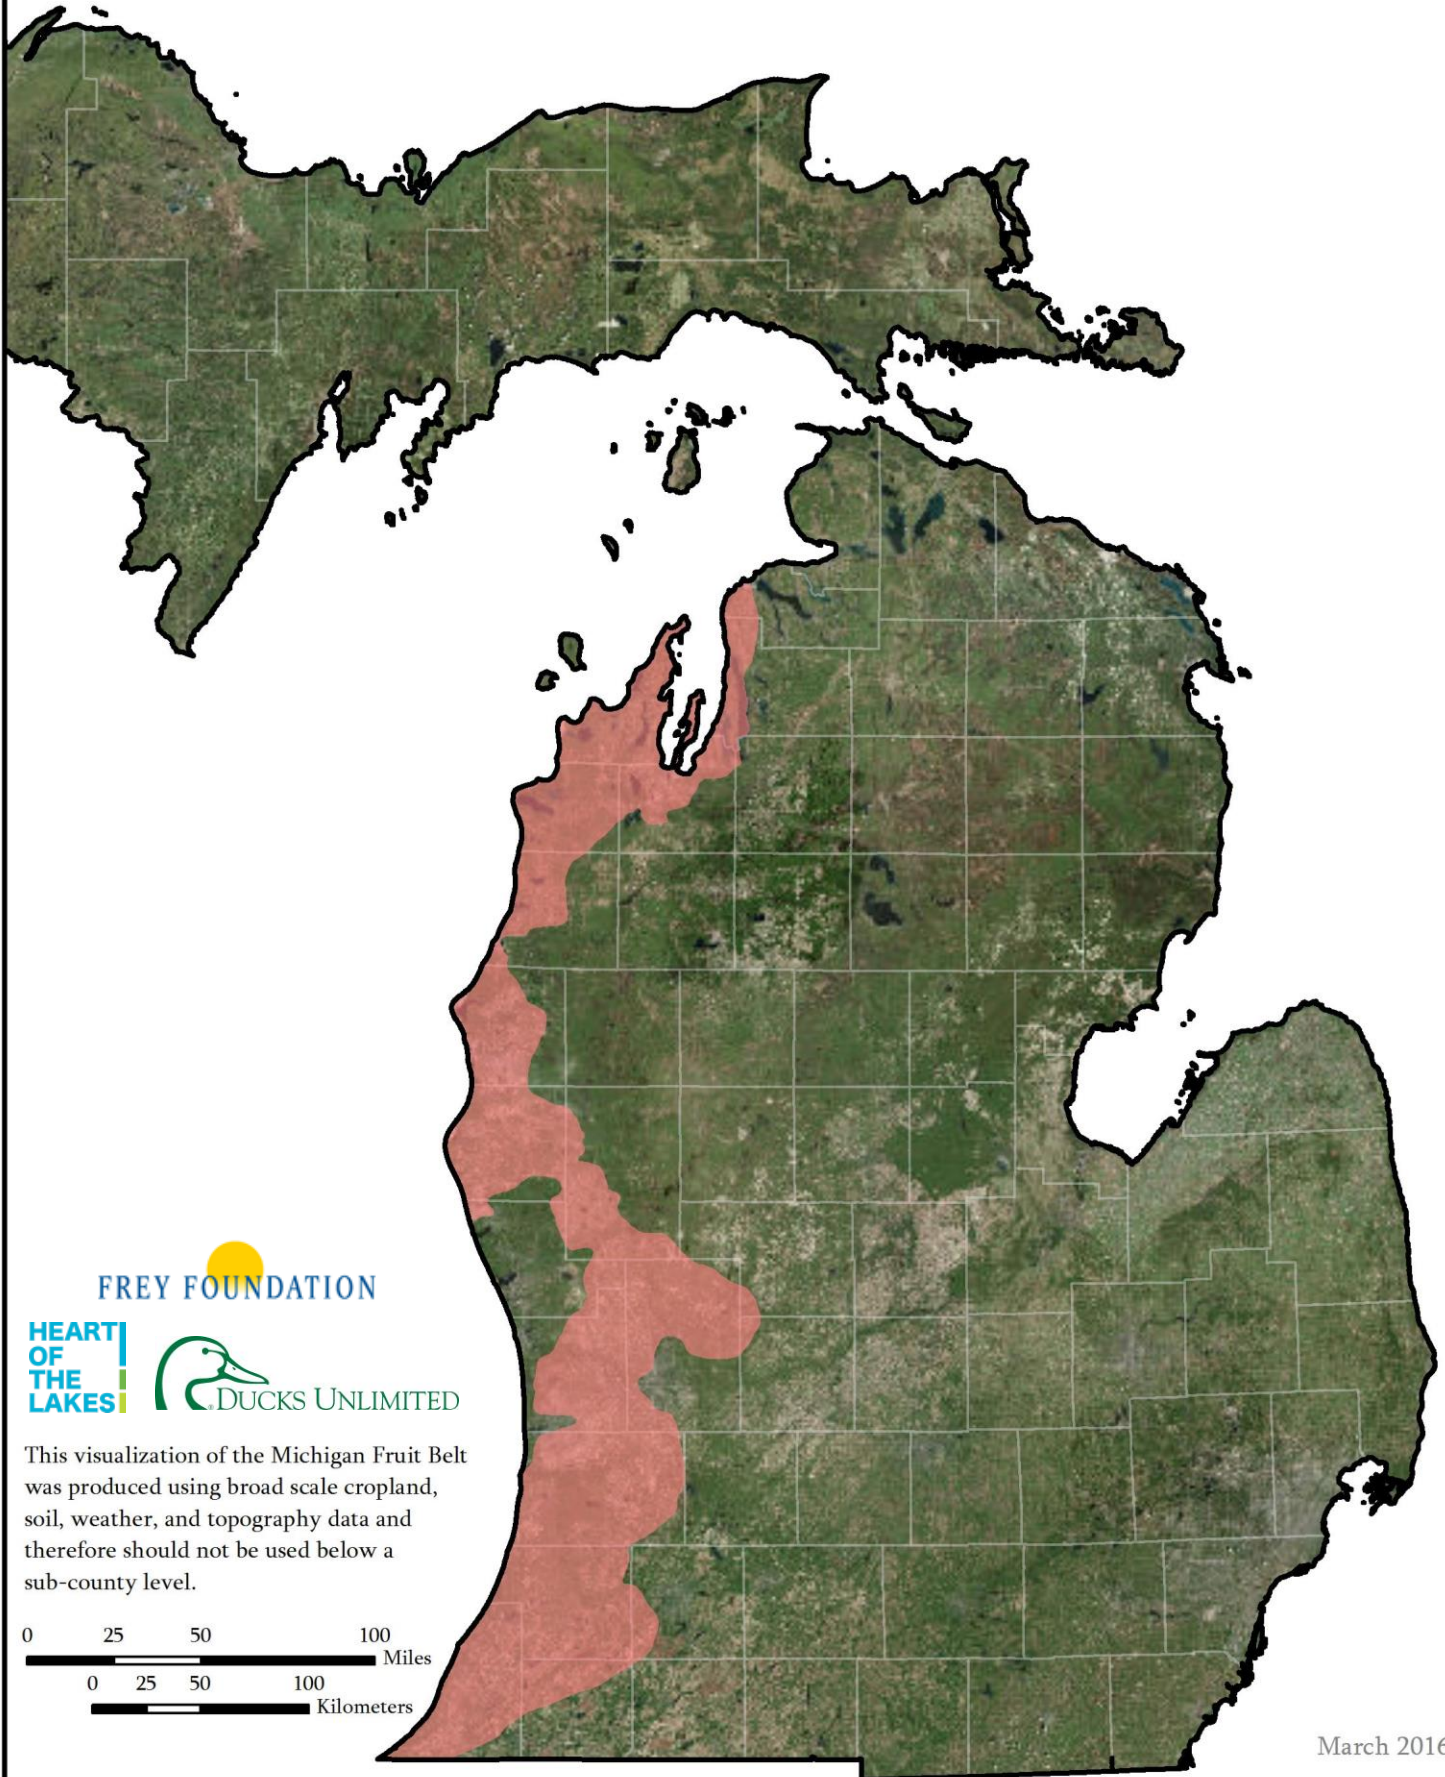 FREY FOUNDATION
HEART
OF
THE
LAKES
DUCKS UNLIMITED
This visualization of the Michigan Fruit Belt
was produced using broad scale cropland,
soil, weather, and topography data and
therefore should not be used below a
sub-county level.
0 25 50 100
Miles
0 25 50 100
Kilometers
March 2016